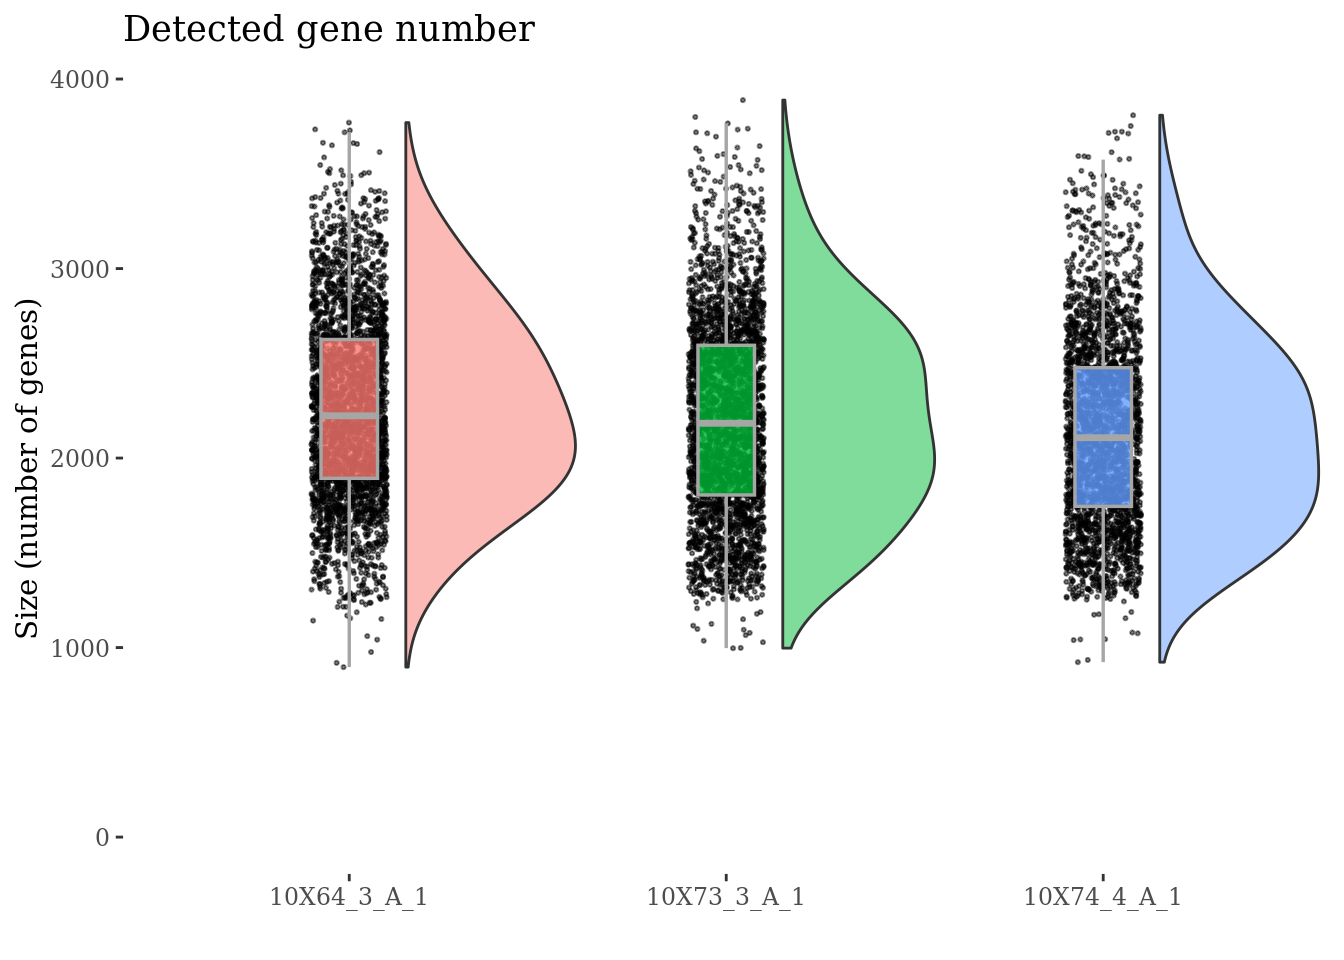 Detected gene number
Size (number of genes)
4000
3000
2000
1000
0
10X64_3_A_1
10X73_3_A_1
10X74_4_A_1